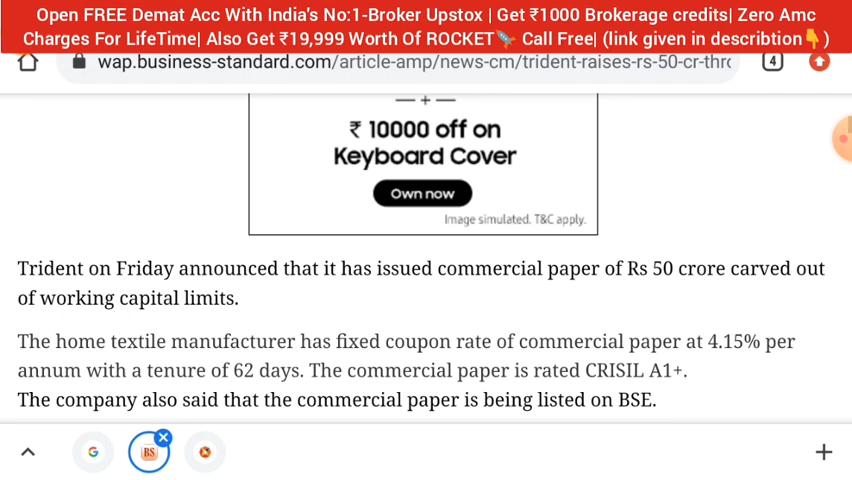 Open FREE Demat Acc With India's No:1-Broker Upstox | Get ₹1000 Brokerage credits| Zero Amc
Charges For LifeTime| Also Get ₹19,999 Worth Of ROCKET🚀 Call Free| (link given in describtion👇)
wap.business-standard.com/article-amp/news-cm/trident-raises-rs-50-cr-thro
4
₹ 10000 off on
Keyboard Cover
Own now
Image simulated. T&C apply.
Trident on Friday announced that it has issued commercial paper of Rs 50 crore carved out
of working capital limits.
The home textile manufacturer has fixed coupon rate of commercial paper at 4.15% per
annum with a tenure of 62 days. The commercial paper is rated CRISIL A1+.
The company also said that the commercial paper is being listed on BSE.
G BS